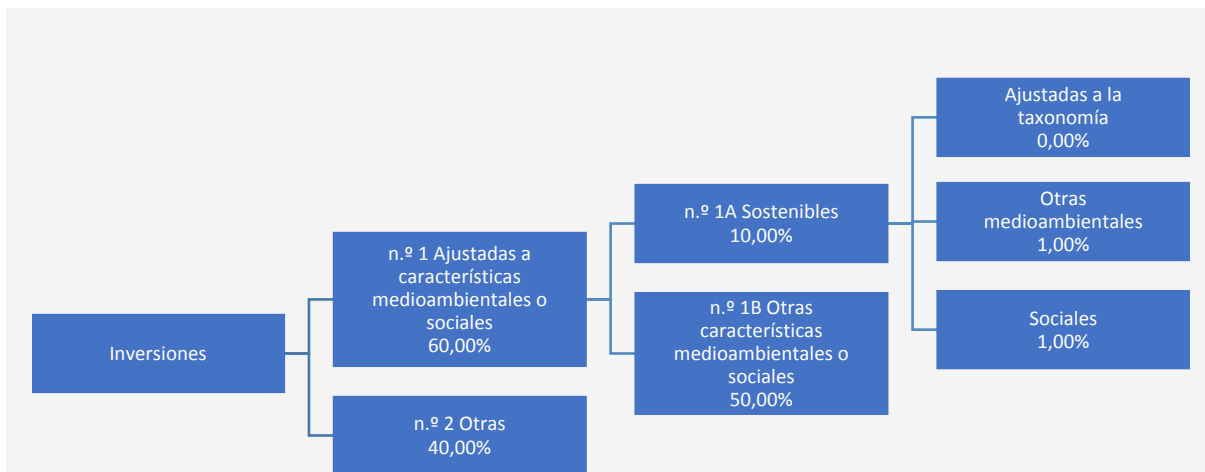 Inversiones
n.º 1 Ajustadas a
características
medioambientales o
sociales
60,00%
n.º 2 Otras
40,00%
n.º 1A Sostenibles
10,00%
n.º 1B Otras
características
medioambientales o
sociales
50,00%
Ajustadas a la
taxonomía
0,00%
Otras
medioambientales
1,00%
Sociales
1,00%